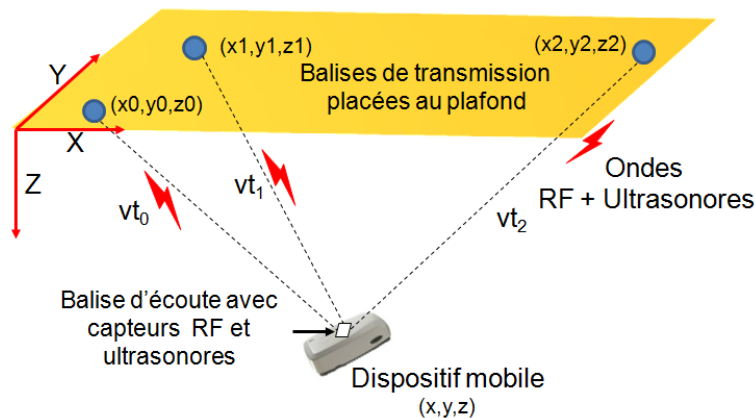 (x1,y1,z1)
(x2,y2,z2)
Y
Balises de transmission
placées au plafond
(x0,y0,z0)
X
Z
Ondes
RF + Ultrasonores
vt1
vt0
vt2
Balise d'écoute avec
capteurs RF et
ultrasonores
Dispositif mobile
(x,y,z)